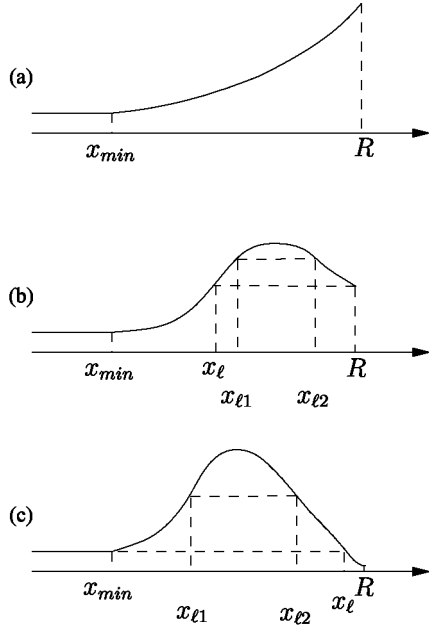 (a)
x_min R
(b)
x_min x_ℓ R
x_ℓ1 x_ℓ2
(c)
x_min x_ℓ R
x_ℓ1 x_ℓ2